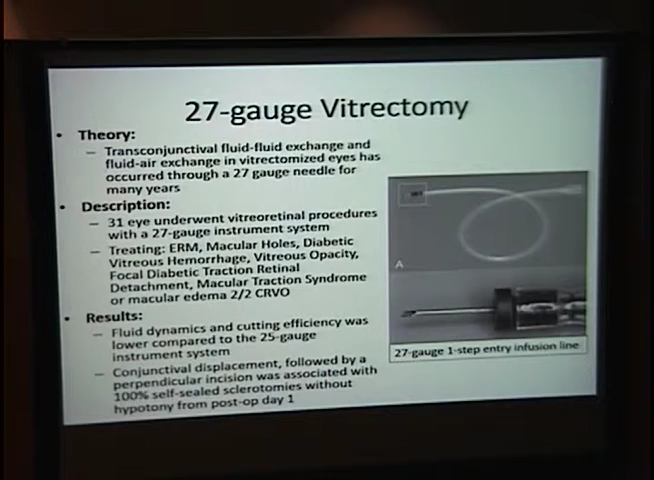 27-gauge Vitrectomy
• Theory:
– Transconjunctival fluid-fluid exchange and
fluid-air exchange in vitrectomized eyes has
occurred through a 27 gauge needle for
many years
• Description:
– 31 eye underwent vitreoretinal procedures
with a 27-gauge instrument system
– Treating: ERM, Macular Holes, Diabetic
Vitreous Hemorrhage, Vitreous Opacity,
Focal Diabetic Traction Retinal
Detachment, Macular Traction Syndrome
or macular edema 2/2 CRVO
• Results:
– Fluid dynamics and cutting efficiency was
lower compared to the 25-gauge
instrument system
– Conjunctival displacement, followed by a
perpendicular incision was associated with
100% self-sealed sclerotomies without
hypotony from post-op day 1
A
27-gauge 1-step entry infusion line